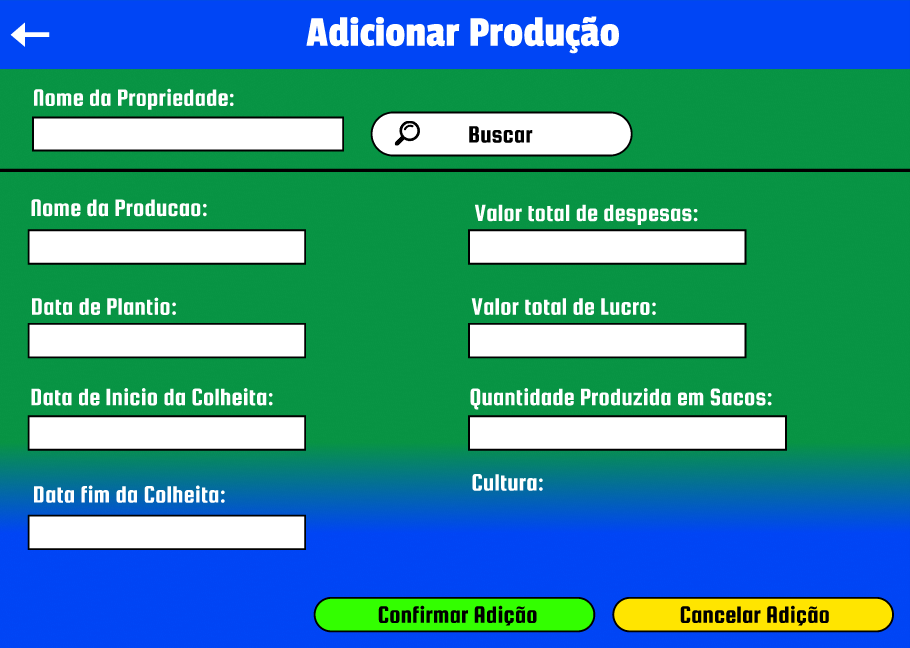 Adicionar Produção
Nome da Propriedade:
Buscar
Nome da Producao:
Valor total de despesas:
Data de Plantio:
Valor total de Lucro:
Data de Inicio da Colheita:
Quantidade Produzida em Sacos:
Data fim da Colheita:
Cultura:
Confirmar Adição
Cancelar Adição